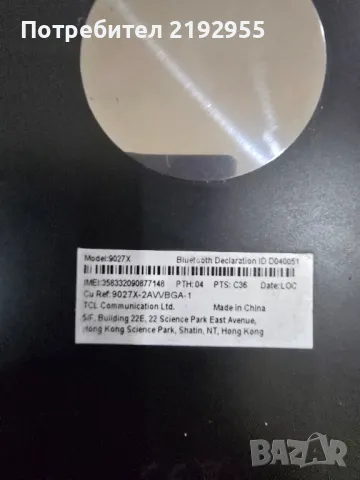 Потребител 2192955
Model:9027X Bluetooth Declaration ID D040051
IMEI:358332090877148 PTH:04 PTS: C36 Date:LOC
Cu Ref:9027X-2AVVBGA-1
TCL Communication Ltd. Made in China
5/F, Building 22E, 22 Science Park East Avenue,
Hong Kong Science Park, Shatin, NT, Hong Kong
BAZAR
bg